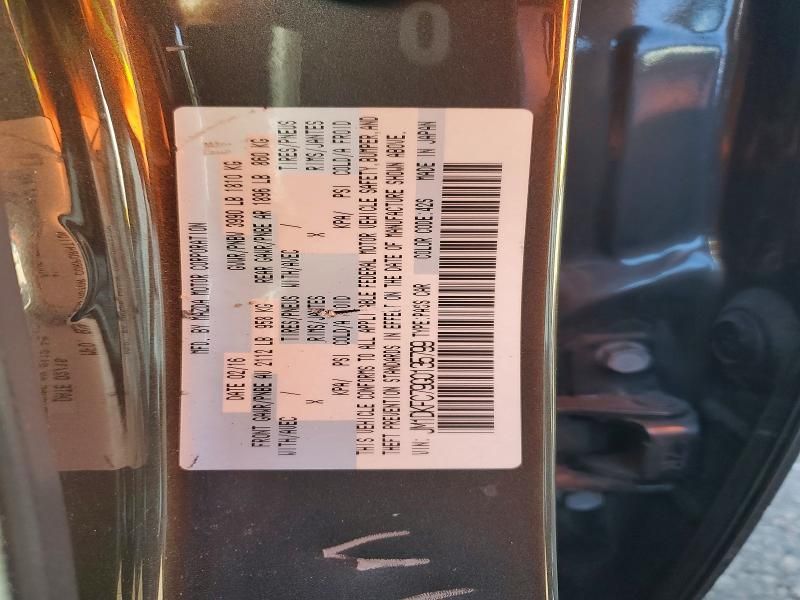 MFD. BY MAZDA MOTOR CORPORATION
DATE 02/16 GVWR/PNBV 3990 LB 1810 KG
FRONT GAWR/PNBE AV 2112 LB 958 KG REAR GAWR/PNBE AR 1896 LB 860 KG
WITH/AVEC / TIRES/PNEUS WITH/AVEC / TIRES/PNEUS
X RIMS/JANTES X RIMS/JANTES
KPA/ PSI COLD/A FROID KPA/ PSI COLD/A FROID
THIS VEHICLE CONFORMS TO ALL APPLICABLE FEDERAL MOTOR VEHICLE SAFETY, BUMPER, AND
THEFT PREVENTION STANDARDS IN EFFECT ON THE DATE OF MANUFACTURE SHOWN ABOVE.
VIN: JM1DKFC79G0135799 TYPE PASS CAR COLOR CODE 42S MADE IN JAPAN